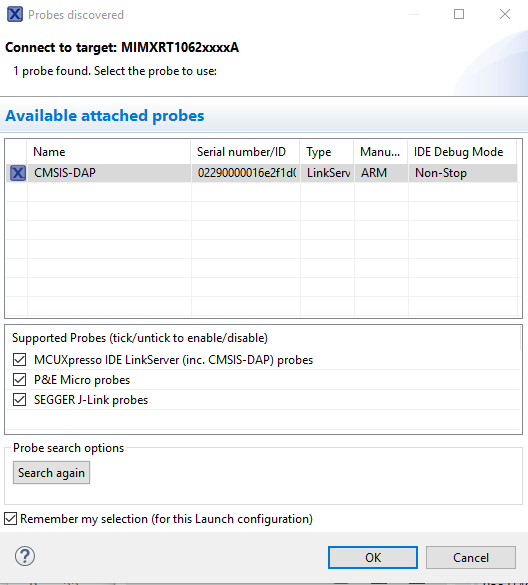 Probes discovered
Connect to target: MIMXRT1062xxxxA
1 probe found. Select the probe to use:
Available attached probes
Name Serial number/ID Type Manu... IDE Debug Mode
CMSIS-DAP 02290000016e2f1d0 LinkServ ARM Non-Stop
Supported Probes (tick/untick to enable/disable)
MCUXpresso IDE LinkServer (inc. CMSIS-DAP) probes
P&E Micro probes
SEGGER J-Link probes
Probe search options
Search again
Remember my selection (for this Launch configuration)
? OK Cancel